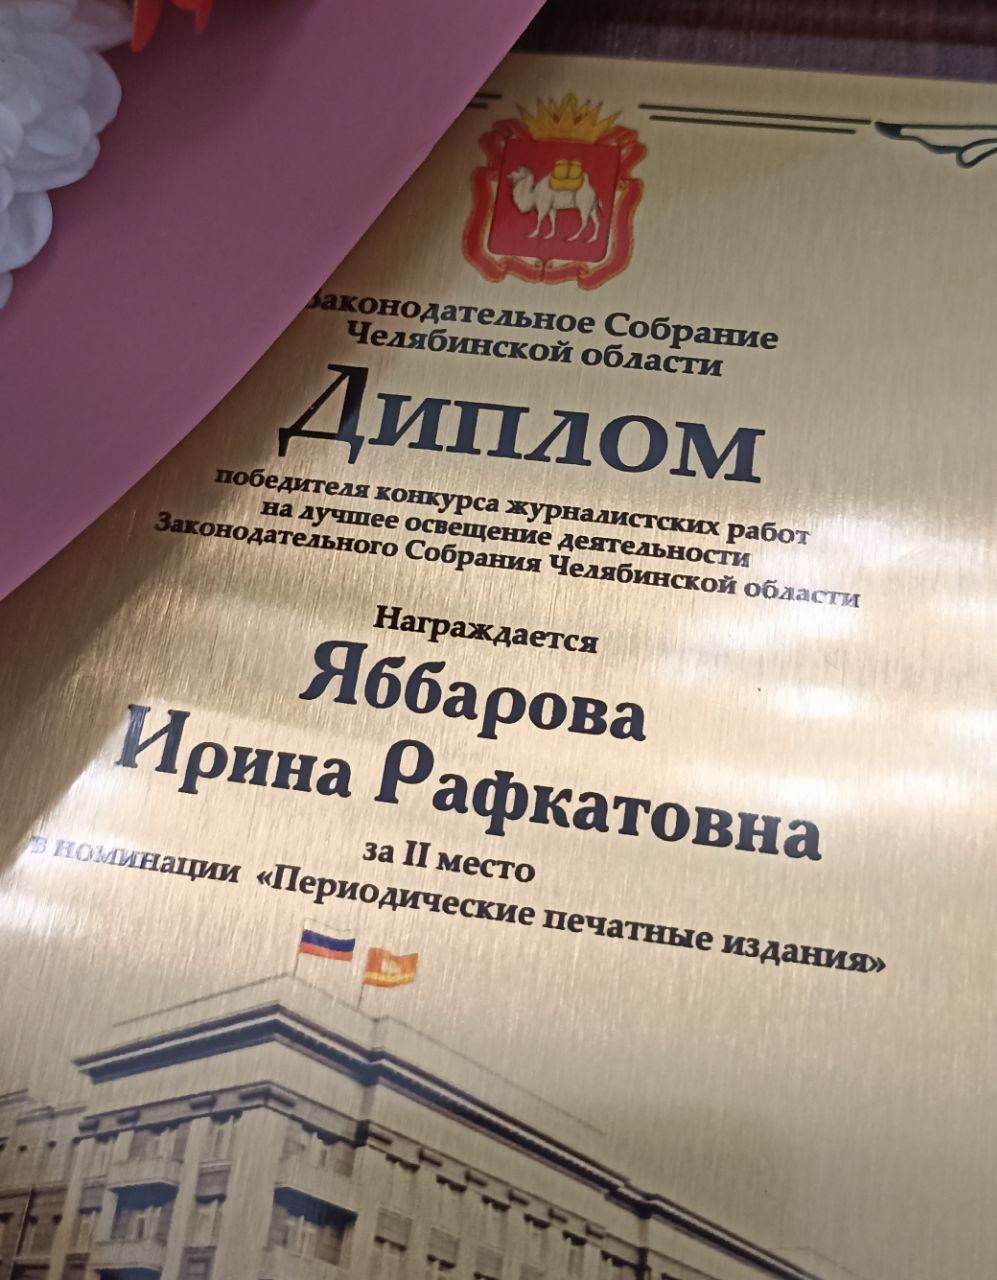 Законодательное Собрание
Челябинской области
Диплом
победителя конкурса журналистских работ
на лучшее освещение деятельности
Законодательного Собрания Челябинской области
Награждается
Яббарова
Ирина Рафкатовна
за II место
в номинации «Периодические печатные издания»